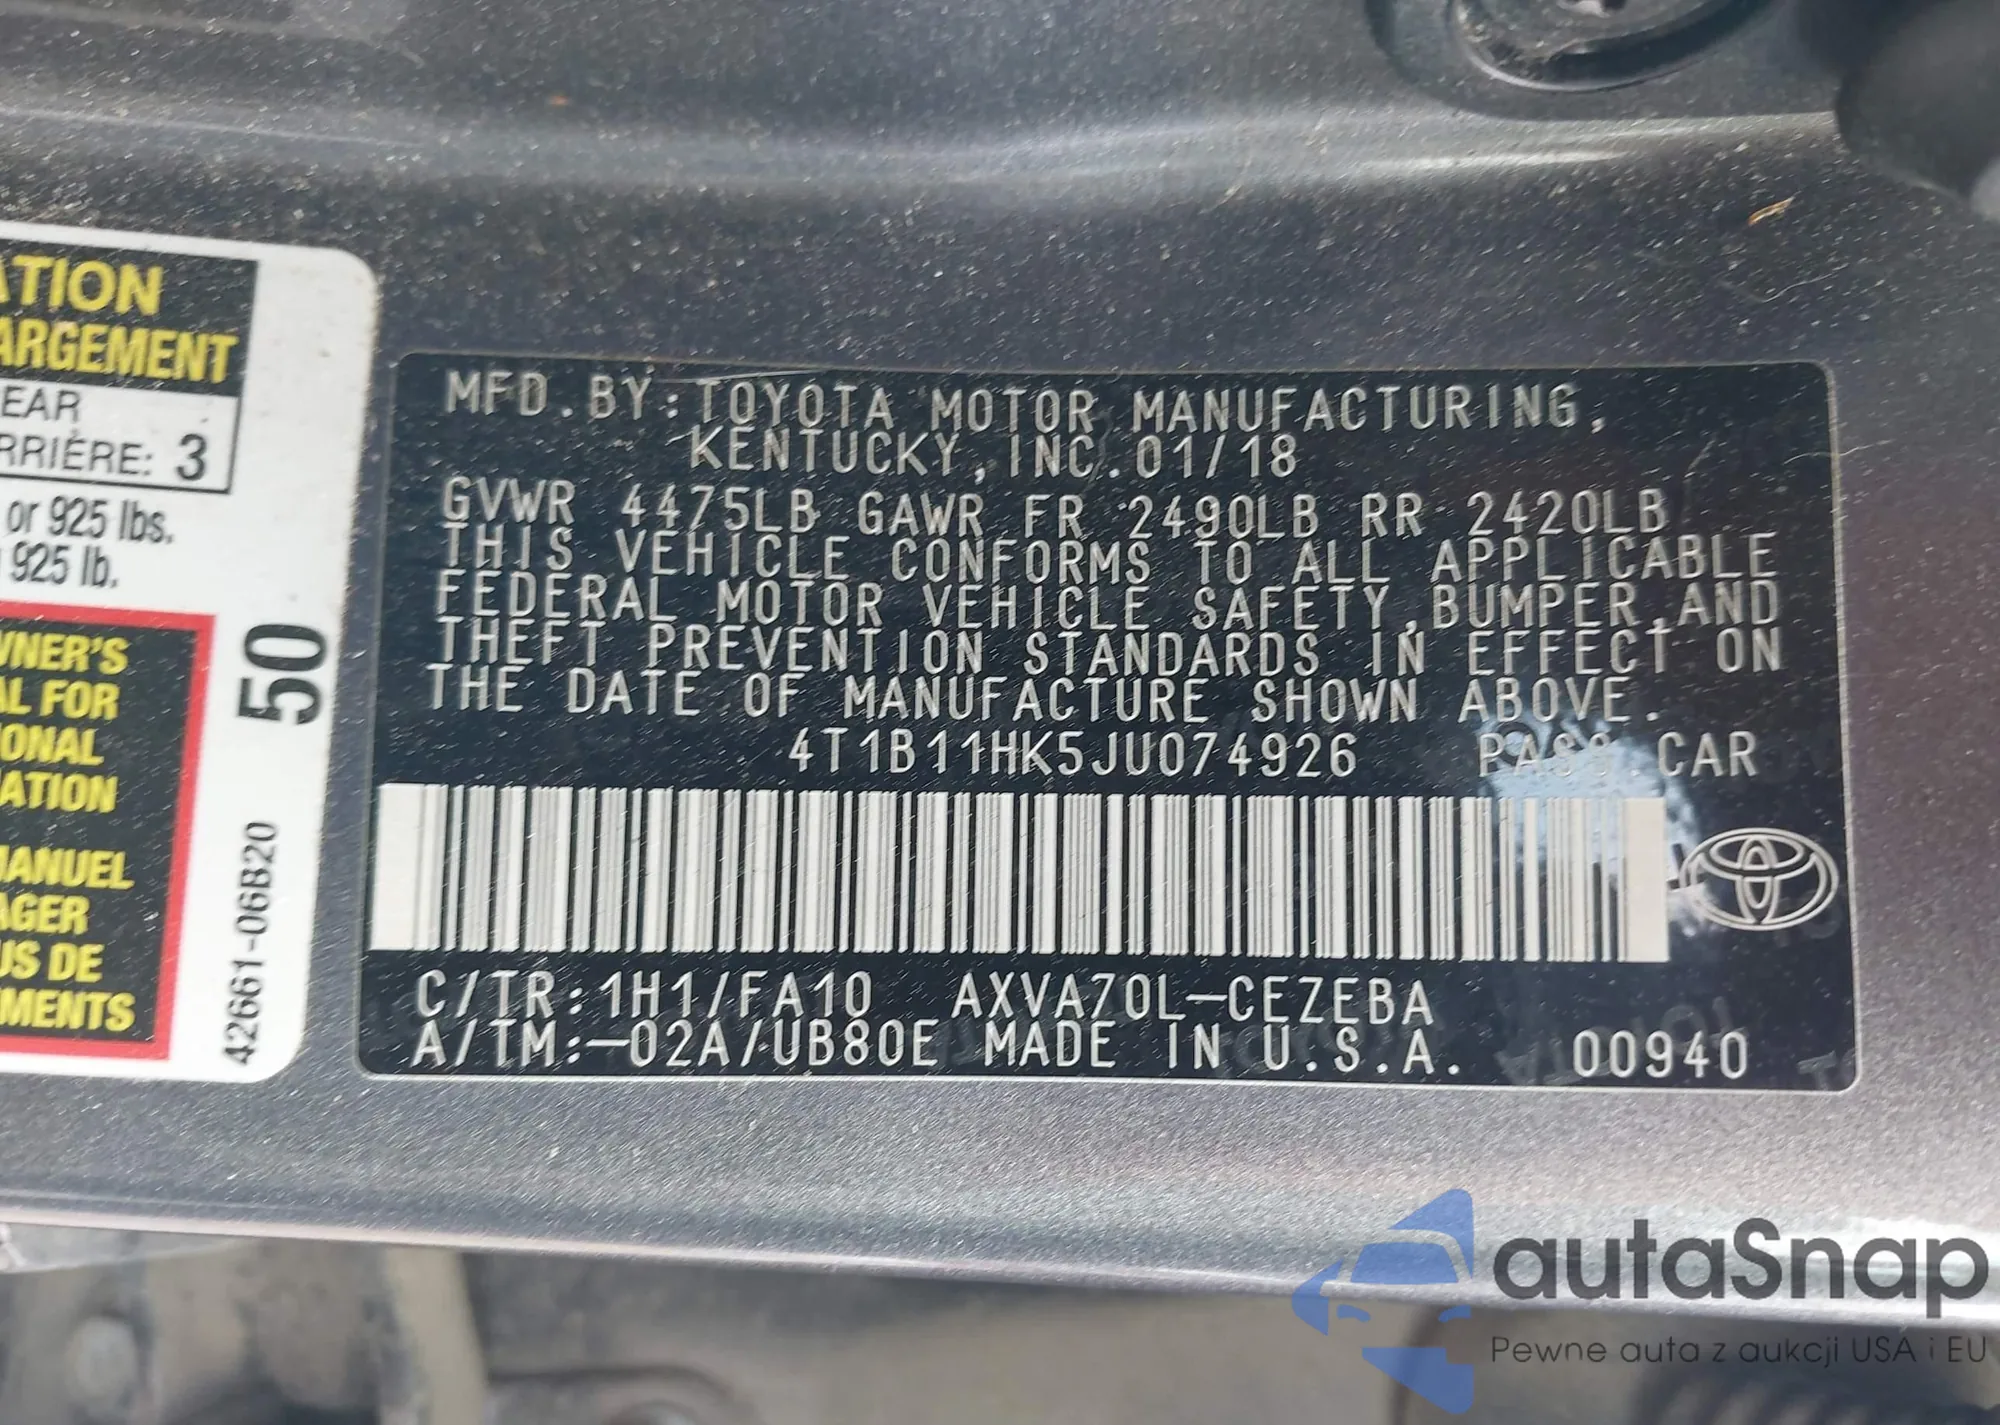 ATION
ARGEMENT
EAR
RRIÈRE: 3
or 925 lbs.
925 lb.
WNER'S
AL FOR
IONAL
ATION
MANUEL
AGER
US DE
MENTS
50
42661-06B20
MFD.BY:TOYOTA MOTOR MANUFACTURING,
KENTUCKY,INC.01/18
GVWR 4475LB GAWR FR 2490LB RR 2420LB
THIS VEHICLE CONFORMS TO ALL APPLICABLE
FEDERAL MOTOR VEHICLE SAFETY,BUMPER,AND
THEFT PREVENTION STANDARDS IN EFFECT ON
THE DATE OF MANUFACTURE SHOWN ABOVE.
4T1B11HK5JU074926 PASS.CAR
C/TR:1H1/FA10 AXVA70L-CEZEBA
A/TM:-02A/UB80E MADE IN U.S.A. 00940
autaSnap
Pewne auta z aukcji USA i EU